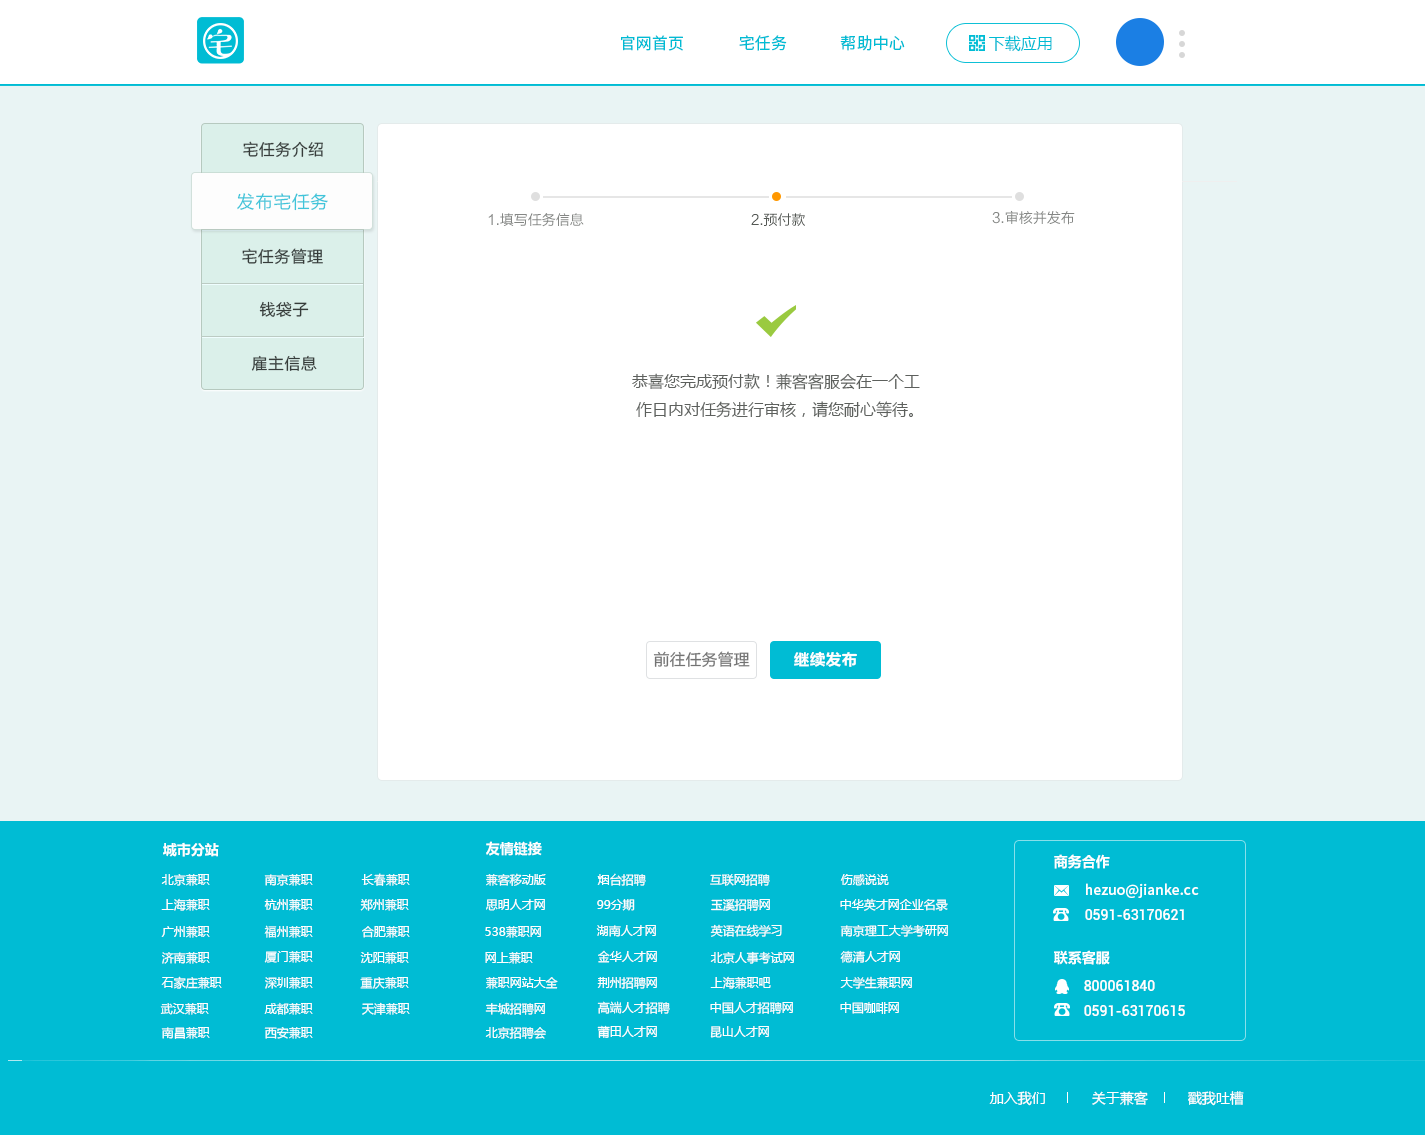 宅
官网首页 宅任务 帮助中心 下载应用
宅任务介绍
发布宅任务
宅任务管理
钱袋子
雇主信息
1.填写任务信息 2.预付款 3.审核并发布
恭喜您完成预付款！兼客客服会在一个工
作日内对任务进行审核，请您耐心等待。
前往任务管理 继续发布
城市分站
北京兼职 南京兼职 长春兼职
上海兼职 杭州兼职 郑州兼职
广州兼职 福州兼职 合肥兼职
济南兼职 厦门兼职 沈阳兼职
石家庄兼职 深圳兼职 重庆兼职
武汉兼职 成都兼职 天津兼职
南昌兼职 西安兼职
友情链接
兼客移动版 烟台招聘 互联网招聘 伤感说说
思明人才网 99分期 玉溪招聘网 中华英才网企业名录
538兼职网 湖南人才网 英语在线学习 南京理工大学考研网
网上兼职 金华人才网 北京人事考试网 德清人才网
兼职网站大全 荆州招聘网 上海兼职吧 大学生兼职网
丰城招聘网 高端人才招聘 中国人才招聘网 中国咖啡网
北京招聘会 莆田人才网 昆山人才网
商务合作
hezuo@jianke.cc
0591-63170621
联系客服
800061840
0591-63170615
加入我们 | 关于兼客 | 戳我吐槽